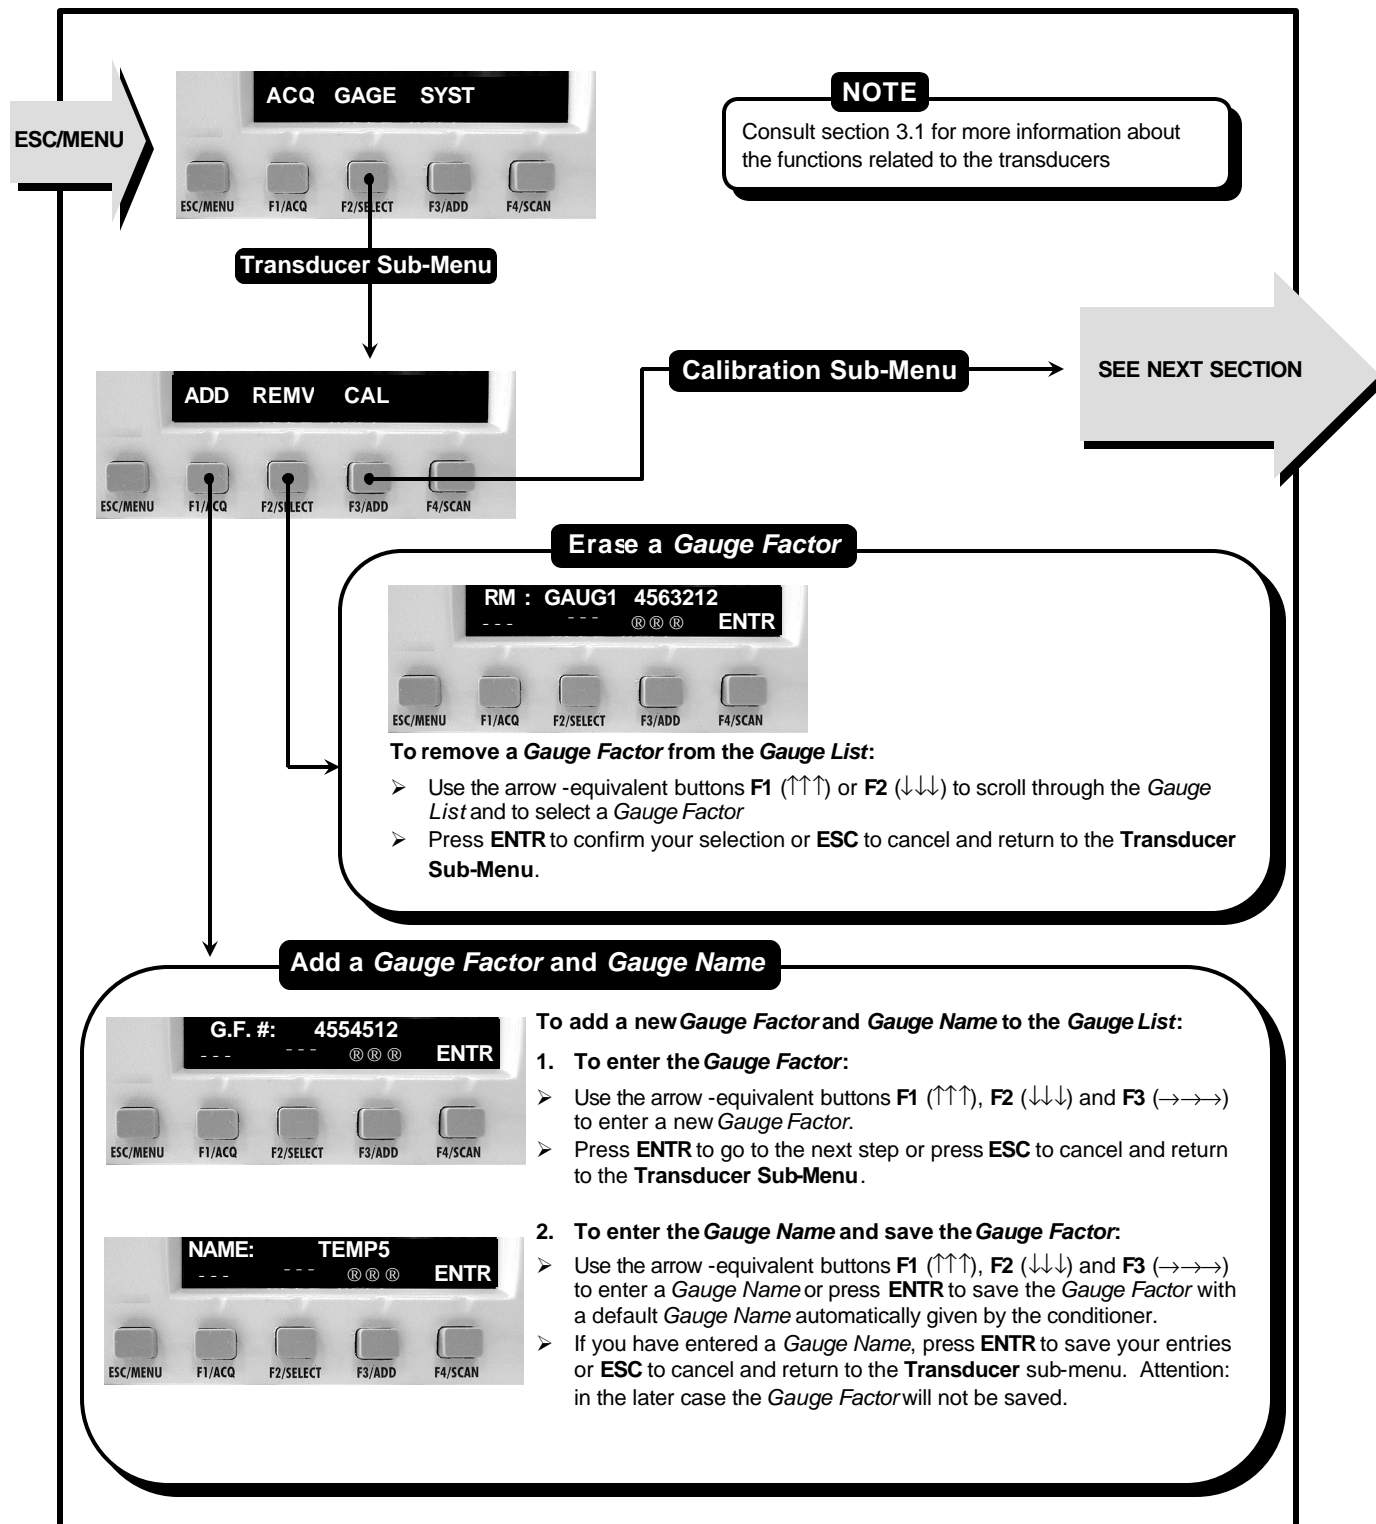 ESC/MENU
ACQ GAGE SYST
ESC/MENU F1/ACQ F2/SELECT F3/ADD F4/SCAN
NOTE
Consult section 3.1 for more information about
the functions related to the transducers
Transducer Sub-Menu
Calibration Sub-Menu
SEE NEXT SECTION
ADD REMV CAL
ESC/MENU F1/ACQ F2/SELECT F3/ADD F4/SCAN
Erase a Gauge Factor
RM : GAUG1 4563212
--- --- ®®® ENTR
ESC/MENU F1/ACQ F2/SELECT F3/ADD F4/SCAN
To remove a Gauge Factor from the Gauge List:
➢ Use the arrow -equivalent buttons F1 (↑↑↑) or F2 (↓↓↓) to scroll through the Gauge
List and to select a Gauge Factor
➢ Press ENTR to confirm your selection or ESC to cancel and return to the Transducer
Sub-Menu.
Add a Gauge Factor and Gauge Name
G.F. #: 4554512
--- --- ®®® ENTR
ESC/MENU F1/ACQ F2/SELECT F3/ADD F4/SCAN
To add a new Gauge Factor and Gauge Name to the Gauge List:
1. To enter the Gauge Factor:
➢ Use the arrow -equivalent buttons F1 (↑↑↑), F2 (↓↓↓) and F3 (→→→)
to enter a new Gauge Factor.
➢ Press ENTR to go to the next step or press ESC to cancel and return
to the Transducer Sub-Menu.
NAME: TEMP5
--- --- ®®® ENTR
ESC/MENU F1/ACQ F2/SELECT F3/ADD F4/SCAN
2. To enter the Gauge Name and save the Gauge Factor:
➢ Use the arrow -equivalent buttons F1 (↑↑↑), F2 (↓↓↓) and F3 (→→→)
to enter a Gauge Name or press ENTR to save the Gauge Factor with
a default Gauge Name automatically given by the conditioner.
➢ If you have entered a Gauge Name, press ENTR to save your entries
or ESC to cancel and return to the Transducer sub-menu. Attention:
in the later case the Gauge Factor will not be saved.